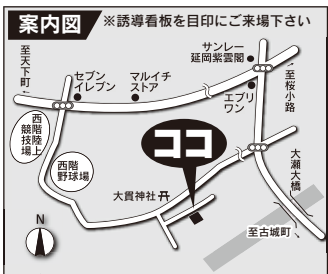 案内図 ※誘導看板を目印にご来場下さい
至天下町
セブン
イレブン
マルイチ
ストア
サンレー
延岡紫雲閣
エブリ
ワン
至桜小路
西階陸上
競技場
西階
野球場
ココ
大貫神社
大瀬大橋
至古城町
N